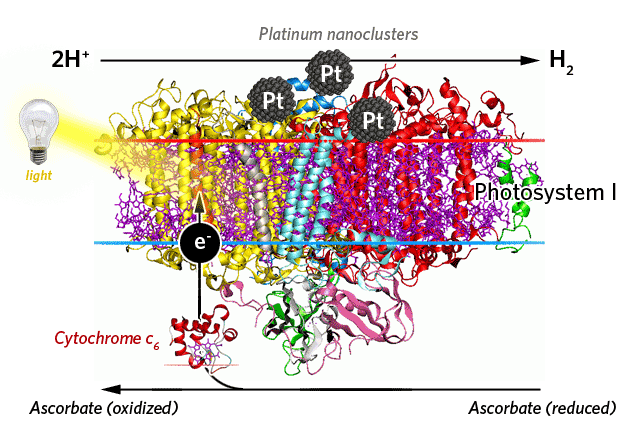 Platinum nanoclusters
2H⁺
H₂
Pt
Pt
Pt
light
Photosystem I
e⁻
Cytochrome c₆
Ascorbate (oxidized)
Ascorbate (reduced)